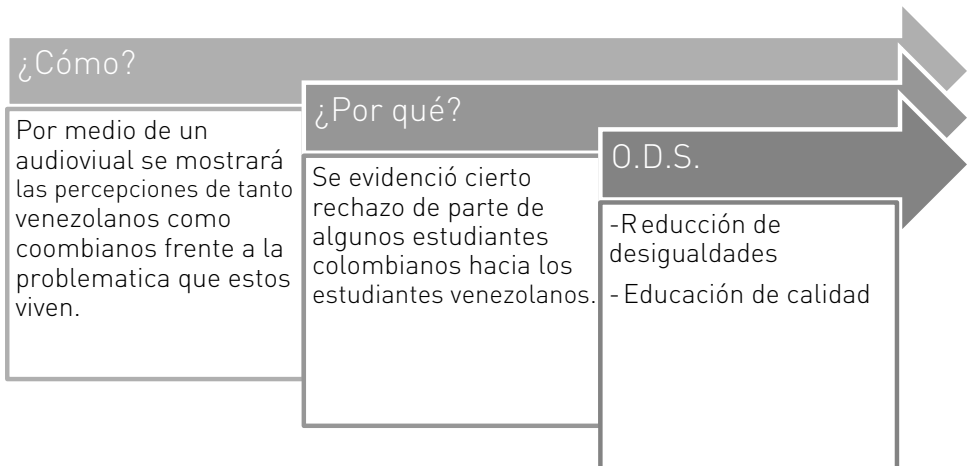 ¿Cómo?
Por medio de un
audioviual se mostrará
las percepciones de tanto
venezolanos como
coombianos frente a la
problematica que estos
viven.
¿Por qué?
Se evidenció cierto
rechazo de parte de
algunos estudiantes
colombianos hacia los
estudiantes venezolanos.
O.D.S.
-Reducción de
desigualdades
- Educación de calidad